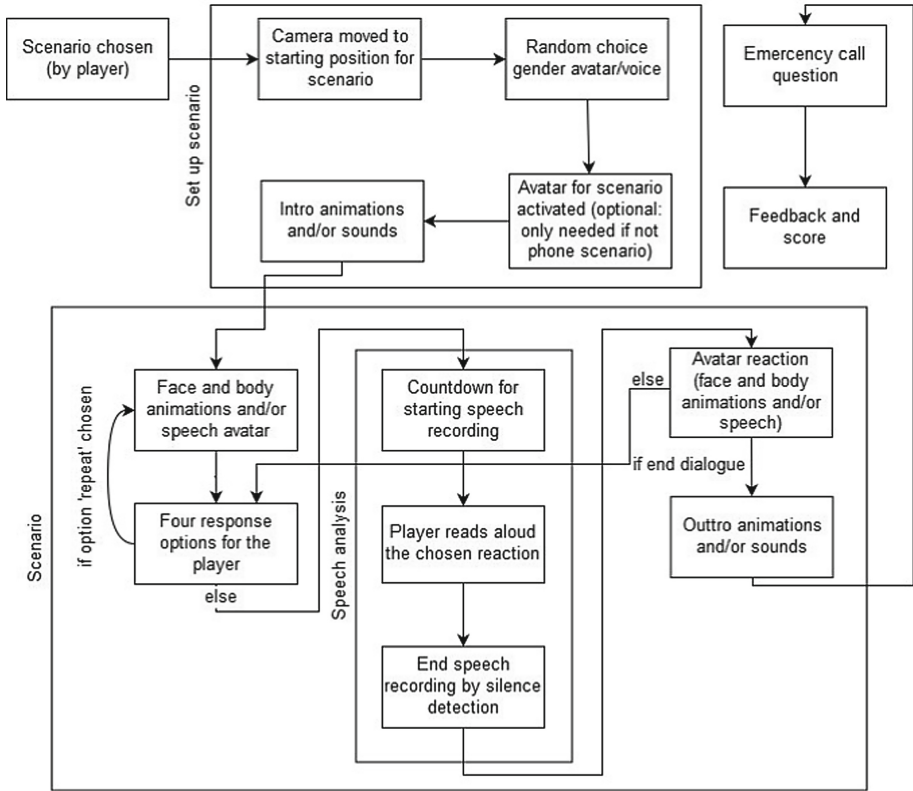 Scenario chosen
(by player)
Camera moved to
starting position for
scenario
Random choice
gender avatar/voice
Emercency call
question
Set up scenario
Intro animations
and/or sounds
Avatar for scenario
activated (optional:
only needed if not
phone scenario)
Feedback and
score
Scenario
if option 'repeat' chosen
Face and body
animations and/or
speech avatar
Four response
options for the
player
else
Speech analysis
Countdown for
starting speech
recording
Player reads aloud
the chosen reaction
End speech
recording by silence
detection
else
Avatar reaction
(face and body
animations and/or
speech)
if end dialogue
Outtro animations
and/or sounds